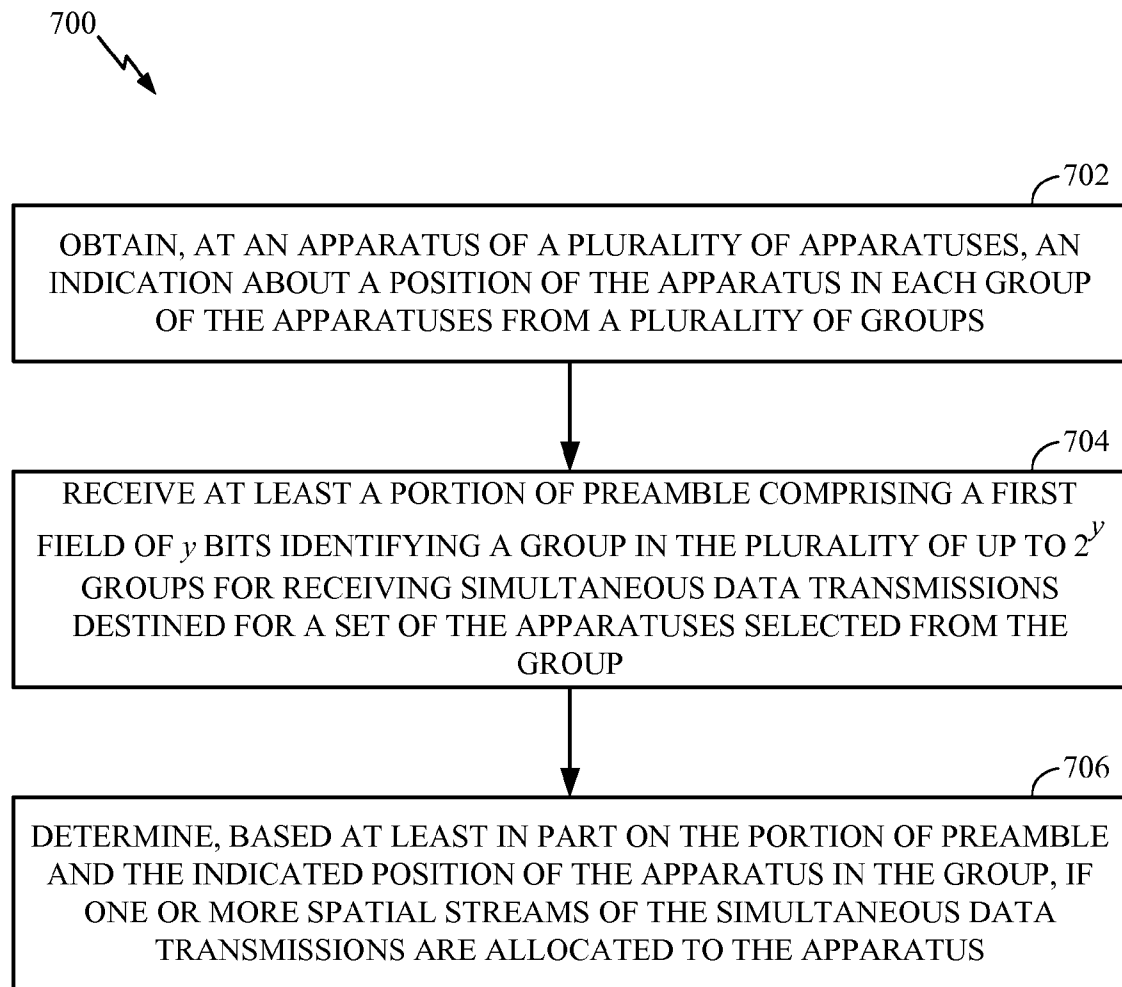 700
702
OBTAIN, AT AN APPARATUS OF A PLURALITY OF APPARATUSES, AN
INDICATION ABOUT A POSITION OF THE APPARATUS IN EACH GROUP
OF THE APPARATUSES FROM A PLURALITY OF GROUPS
704
RECEIVE AT LEAST A PORTION OF PREAMBLE COMPRISING A FIRST
FIELD OF y BITS IDENTIFYING A GROUP IN THE PLURALITY OF UP TO 2^y
GROUPS FOR RECEIVING SIMULTANEOUS DATA TRANSMISSIONS
DESTINED FOR A SET OF THE APPARATUSES SELECTED FROM THE
GROUP
706
DETERMINE, BASED AT LEAST IN PART ON THE PORTION OF PREAMBLE
AND THE INDICATED POSITION OF THE APPARATUS IN THE GROUP, IF
ONE OR MORE SPATIAL STREAMS OF THE SIMULTANEOUS DATA
TRANSMISSIONS ARE ALLOCATED TO THE APPARATUS